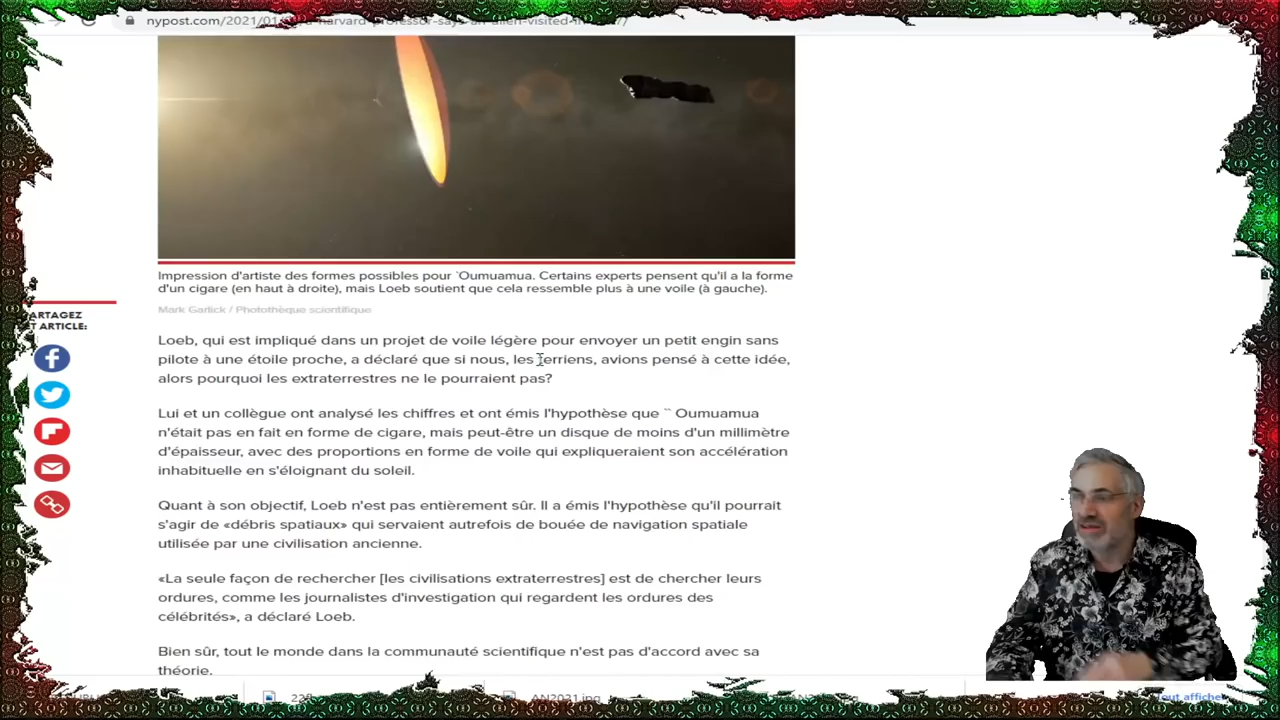 nypost.com/2021/01
Impression d'artiste des formes possibles pour `Oumuamua. Certains experts pensent qu'il a la forme
d'un cigare (en haut à droite), mais Loeb soutient que cela ressemble plus à une voile (à gauche).
Mark Garlick / Photothèque scientifique
ARTAGEZ
ET ARTICLE:
Loeb, qui est impliqué dans un projet de voile légère pour envoyer un petit engin sans
pilote à une étoile proche, a déclaré que si nous, les Terriens, avions pensé à cette idée,
alors pourquoi les extraterrestres ne le pourraient pas?
Lui et un collègue ont analysé les chiffres et ont émis l'hypothèse que `` Oumuamua
n'était pas en fait en forme de cigare, mais peut-être un disque de moins d'un millimètre
d'épaisseur, avec des proportions en forme de voile qui expliqueraient son accélération
inhabituelle en s'éloignant du soleil.
Quant à son objectif, Loeb n'est pas entièrement sûr. Il a émis l'hypothèse qu'il pourrait
s'agir de «débris spatiaux» qui servaient autrefois de bouée de navigation spatiale
utilisée par une civilisation ancienne.
«La seule façon de rechercher [les civilisations extraterrestres] est de chercher leurs
ordures, comme les journalistes d'investigation qui regardent les ordures des
célébrités», a déclaré Loeb.
Bien sûr, tout le monde dans la communauté scientifique n'est pas d'accord avec sa
théorie.
AN2021.jpg
tout affiche